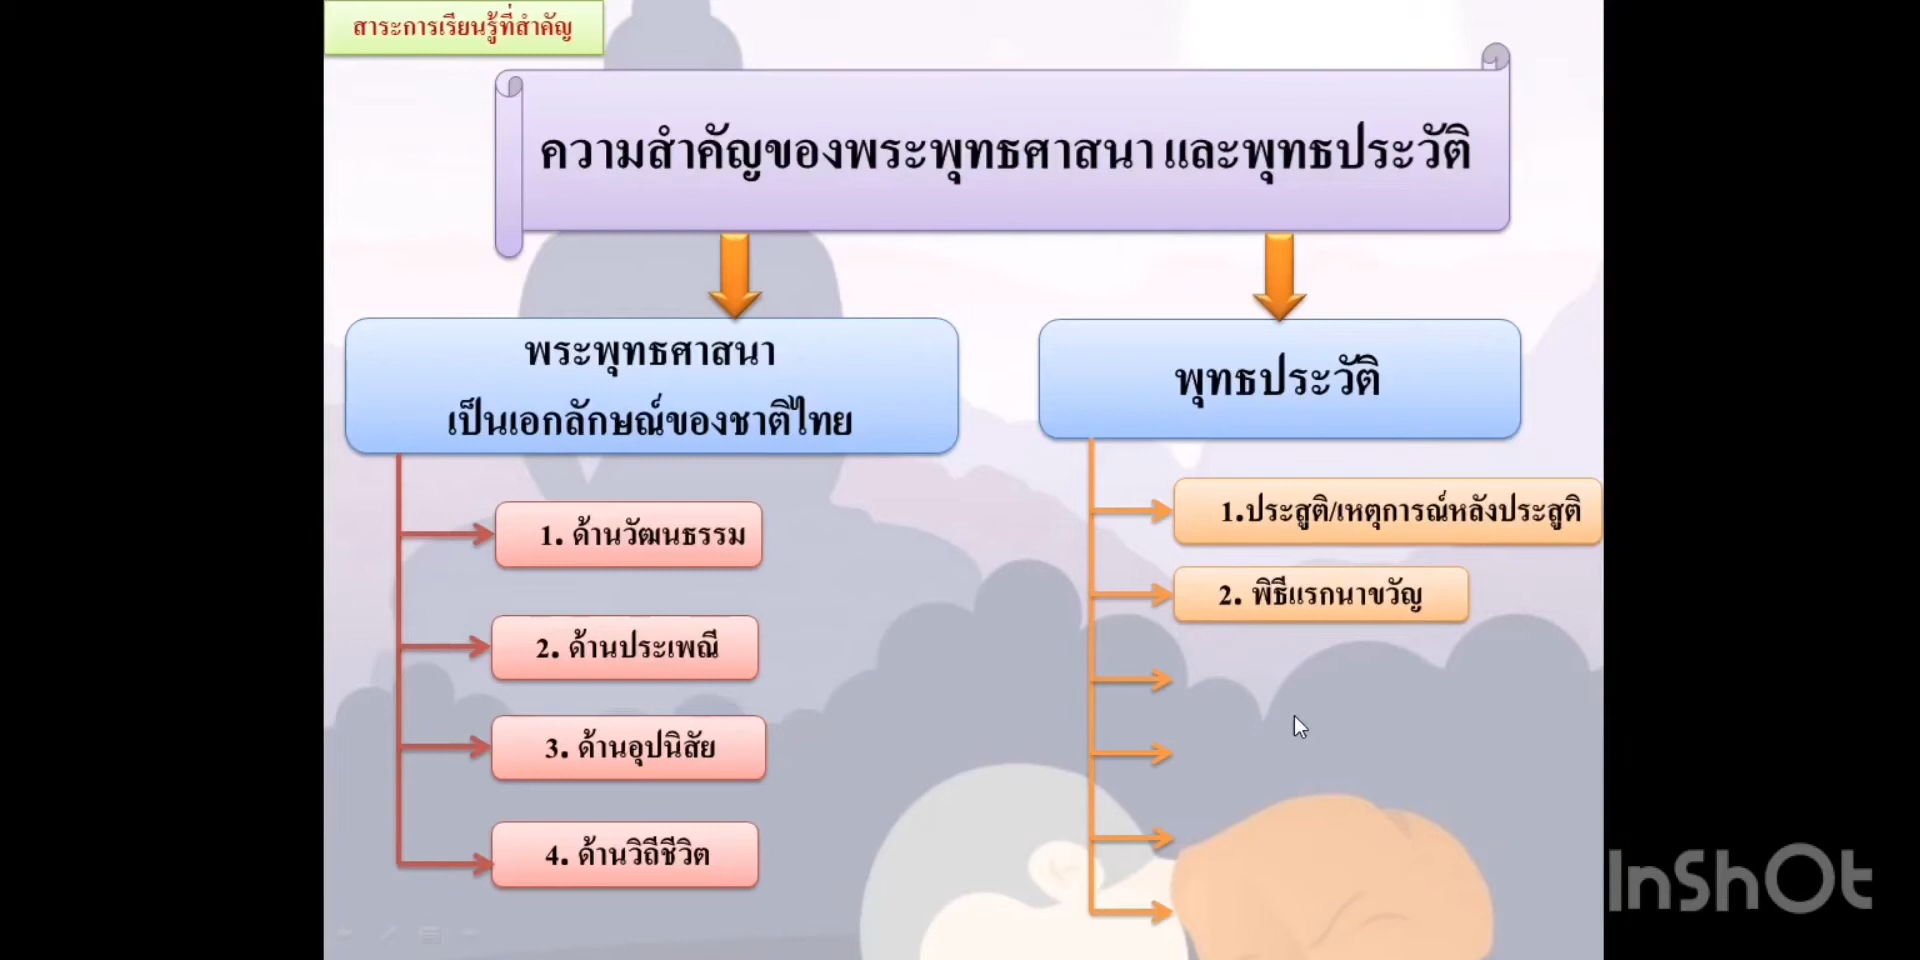 สาระการเรียนรู้ที่สำคัญ
ความสำคัญของพระพุทธศาสนา และพุทธประวัติ
พระพุทธศาสนา
เป็นเอกลักษณ์ของชาติไทย
1. ด้านวัฒนธรรม
2. ด้านประเพณี
3. ด้านอุปนิสัย
4. ด้านวิถีชีวิต
พุทธประวัติ
1.ประสูติ/เหตุการณ์หลังประสูติ
2. พิธีแรกนาขวัญ
InShOt